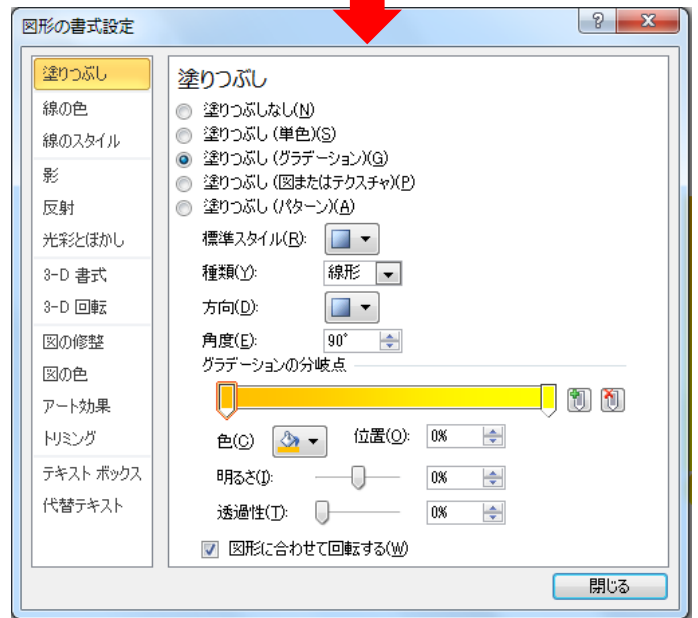 図形の書式設定
塗りつぶし
線の色
線のスタイル
影
反射
光彩とぼかし
3-D 書式
3-D 回転
図の修整
図の色
アート効果
トリミング
テキスト ボックス
代替テキスト
塗りつぶし
塗りつぶしなし(N)
塗りつぶし (単色)(S)
塗りつぶし (グラデーション)(G)
塗りつぶし (図またはテクスチャ)(P)
塗りつぶし (パターン)(A)
標準スタイル(R):
種類(Y): 線形
方向(D):
角度(E): 90°
グラデーションの分岐点
色(C) 位置(O): 0%
明るさ(I): 0%
透過性(T): 0%
図形に合わせて回転する(W)
閉じる